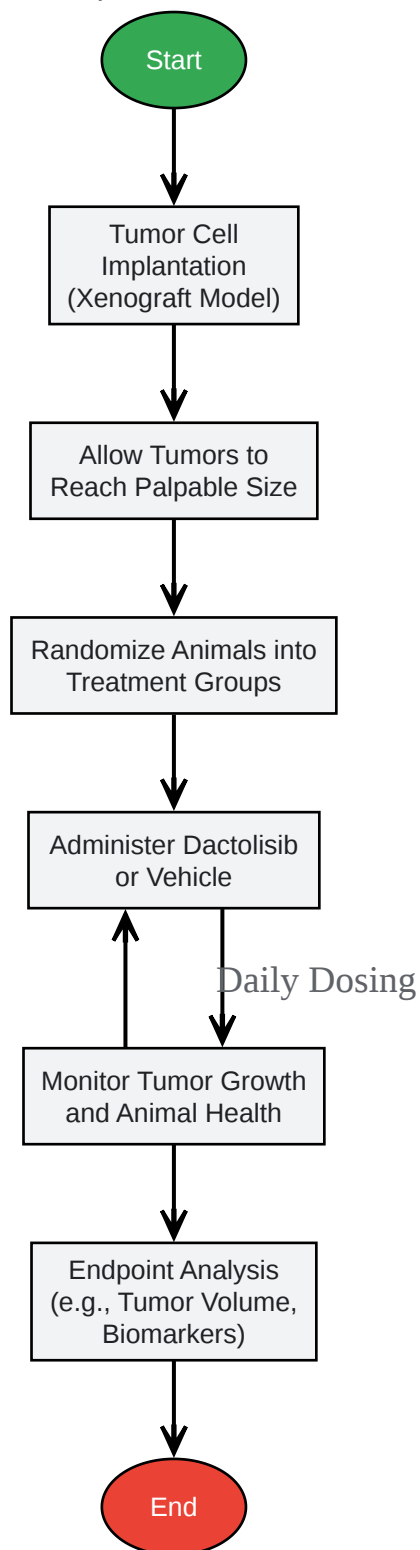 Start
Tumor Cell
Implantation
(Xenograft Model)
Allow Tumors to
Reach Palpable Size
Randomize Animals into
Treatment Groups
Administer Dactolisib
or Vehicle
Daily Dosing
Monitor Tumor Growth
and Animal Health
Endpoint Analysis
(e.g., Tumor Volume,
Biomarkers)
End